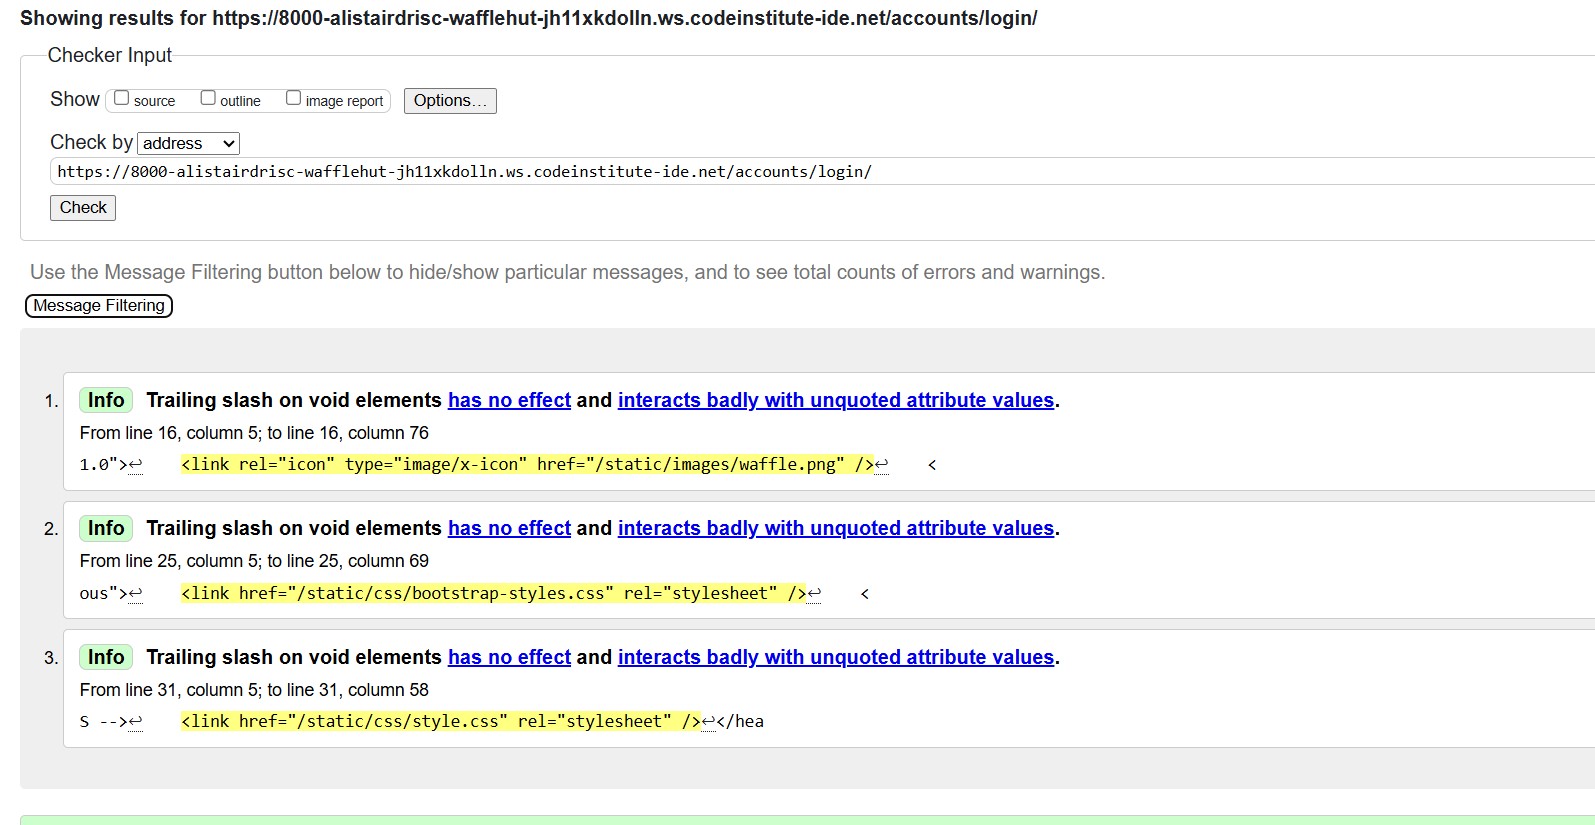 Showing results for https://8000-alistairdrisc-wafflehut-jh11xkdolln.ws.codeinstitute-ide.net/accounts/login/
Checker Input
Show source outline image report Options...
Check by address
https://8000-alistairdrisc-wafflehut-jh11xkdolln.ws.codeinstitute-ide.net/accounts/login/
Check
Use the Message Filtering button below to hide/show particular messages, and to see total counts of errors and warnings.
Message Filtering
1. Info Trailing slash on void elements has no effect and interacts badly with unquoted attribute values.
From line 16, column 5; to line 16, column 76
1.0">↩ <link rel="icon" type="image/x-icon" href="/static/images/waffle.png" />↩ <
2. Info Trailing slash on void elements has no effect and interacts badly with unquoted attribute values.
From line 25, column 5; to line 25, column 69
ous">↩ <link href="/static/css/bootstrap-styles.css" rel="stylesheet" />↩ <
3. Info Trailing slash on void elements has no effect and interacts badly with unquoted attribute values.
From line 31, column 5; to line 31, column 58
S -->↩ <link href="/static/css/style.css" rel="stylesheet" />↩</hea